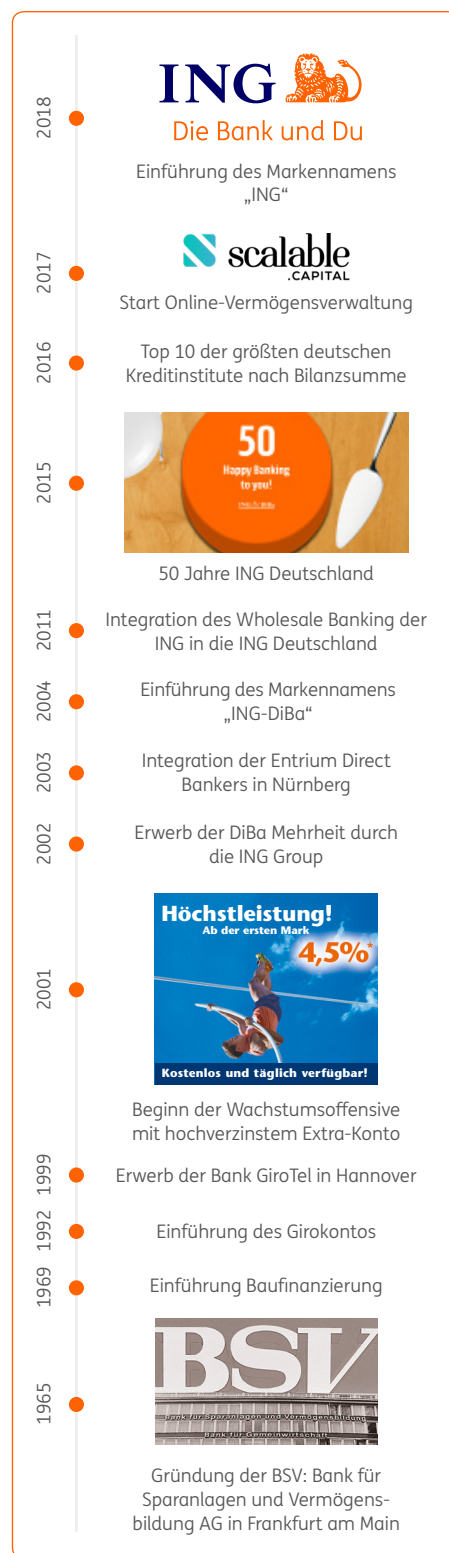 2018
ING
Die Bank und Du
Einführung des Markennamens
„ING“
2017
scalable
.CAPITAL
Start Online-Vermögensverwaltung
2016
Top 10 der größten deutschen
Kreditinstitute nach Bilanzsumme
2015
50
Happy Banking
to you!
50 Jahre ING Deutschland
2011
Integration des Wholesale Banking der
ING in die ING Deutschland
2004
Einführung des Markennamens
„ING-DiBa“
2003
Integration der Entrium Direct
Bankers in Nürnberg
2002
Erwerb der DiBa Mehrheit durch
die ING Group
2001
Höchstleistung!
Ab der ersten Mark
4,5%*
Kostenlos und täglich verfügbar!
Beginn der Wachstumsoffensive
mit hochverzinstem Extra-Konto
1999
Erwerb der Bank GiroTel in Hannover
1992
Einführung des Girokontos
1969
Einführung Baufinanzierung
1965
BSV
Bank für Sparanlagen und Vermögensbildung
Bank für Gemeinwirtschaft
Gründung der BSV: Bank für
Sparanlagen und Vermögens-
bildung AG in Frankfurt am Main